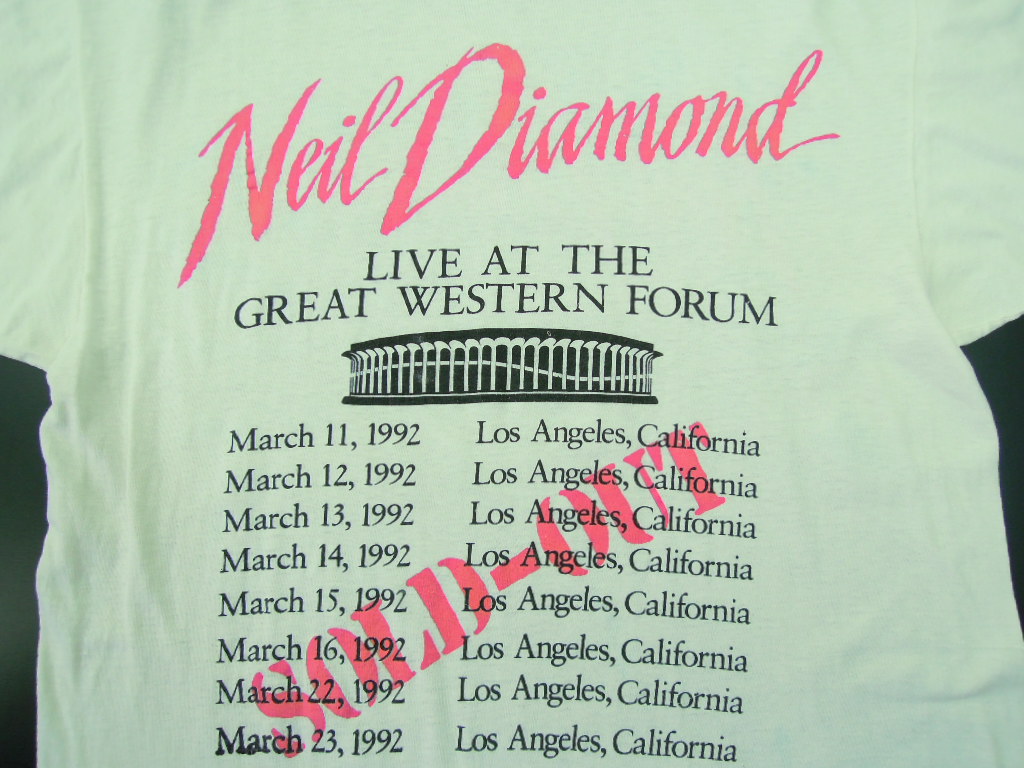 Neil Diamond
LIVE AT THE
GREAT WESTERN FORUM
March 11, 1992 Los Angeles, California
March 12, 1992 Los Angeles, California
March 13, 1992 Los Angeles, California
March 14, 1992 Los Angeles, California
March 15, 1992 Los Angeles, California
March 16, 1992 Los Angeles, California
March 22, 1992 Los Angeles, California
March 23, 1992 Los Angeles, California
SOLD-OUT